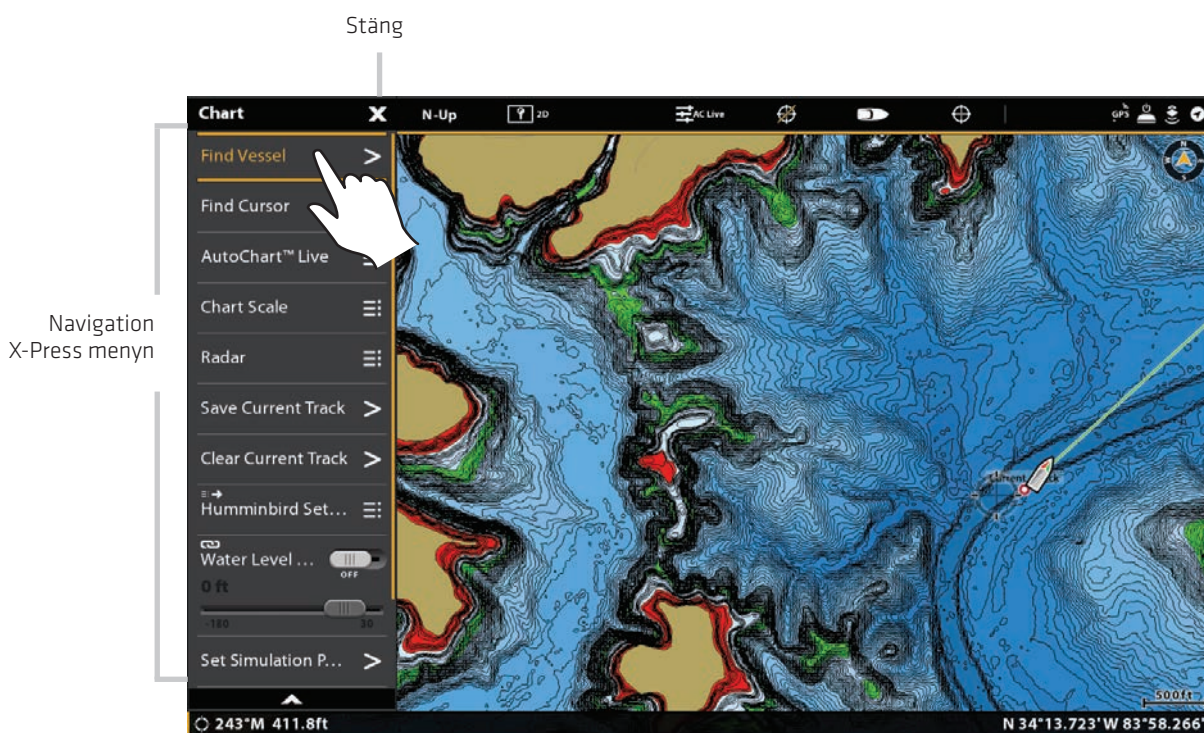 Stäng
Chart X N-Up 2D AC Live GPS
Find Vessel
Find Cursor
AutoChart™ Live
Chart Scale
Radar
Save Current Track
Clear Current Track
Humminbird Set...
Water Level ...
OFF
0 ft
-180 30
Set Simulation P...
Navigation
X-Press menyn
N
S
500ft
243°M 411.8ft N 34°13.723' W 83°58.266'